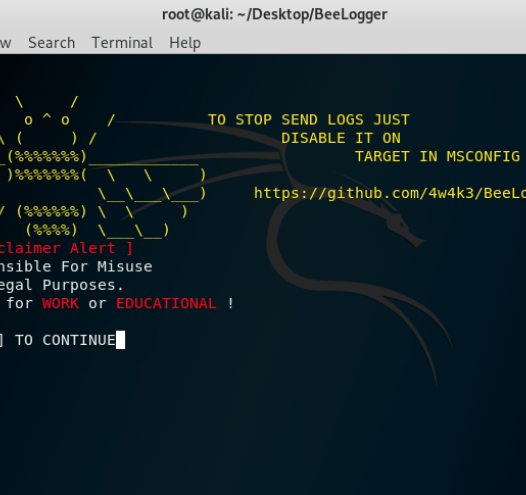 root@kali: ~/Desktop/BeeLogger
w Search Terminal Help
\ /
o ^ o / TO STOP SEND LOGS JUST
\ ( ) / DISABLE IT ON
_(%%%%%%%)____________ TARGET IN MSCONFIG
)%%%%%%%( \ \ )
\__\___\___) https://github.com/4w4k3/BeeLo
/ (%%%%%%) \ \ )
(%%%%) \___\__)
claimer Alert ]
nsible For Misuse
egal Purposes.
for WORK or EDUCATIONAL !
] TO CONTINUE